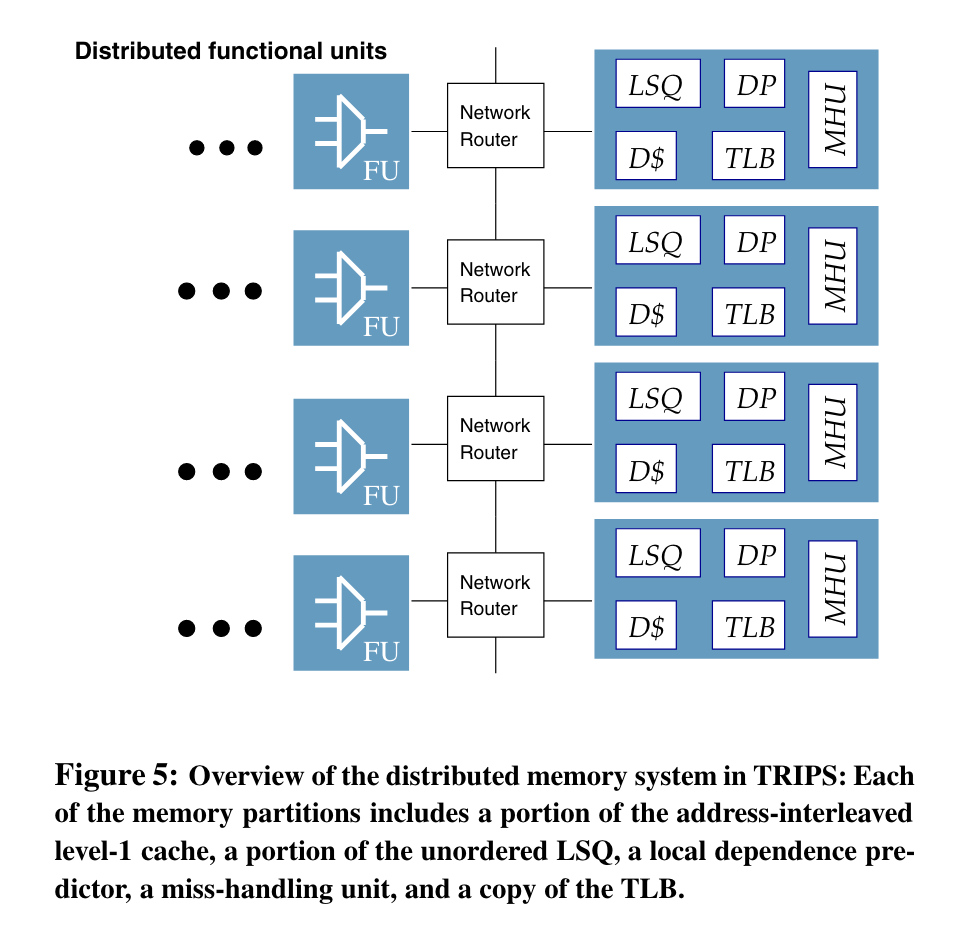 Distributed functional units
FU
Network
Router
LSQ DP
D$ TLB
MHU
FU
Network
Router
LSQ DP
D$ TLB
MHU
FU
Network
Router
LSQ DP
D$ TLB
MHU
FU
Network
Router
LSQ DP
D$ TLB
MHU
Figure 5: Overview of the distributed memory system in TRIPS: Each
of the memory partitions includes a portion of the address-interleaved
level-1 cache, a portion of the unordered LSQ, a local dependence pre-
dictor, a miss-handling unit, and a copy of the TLB.